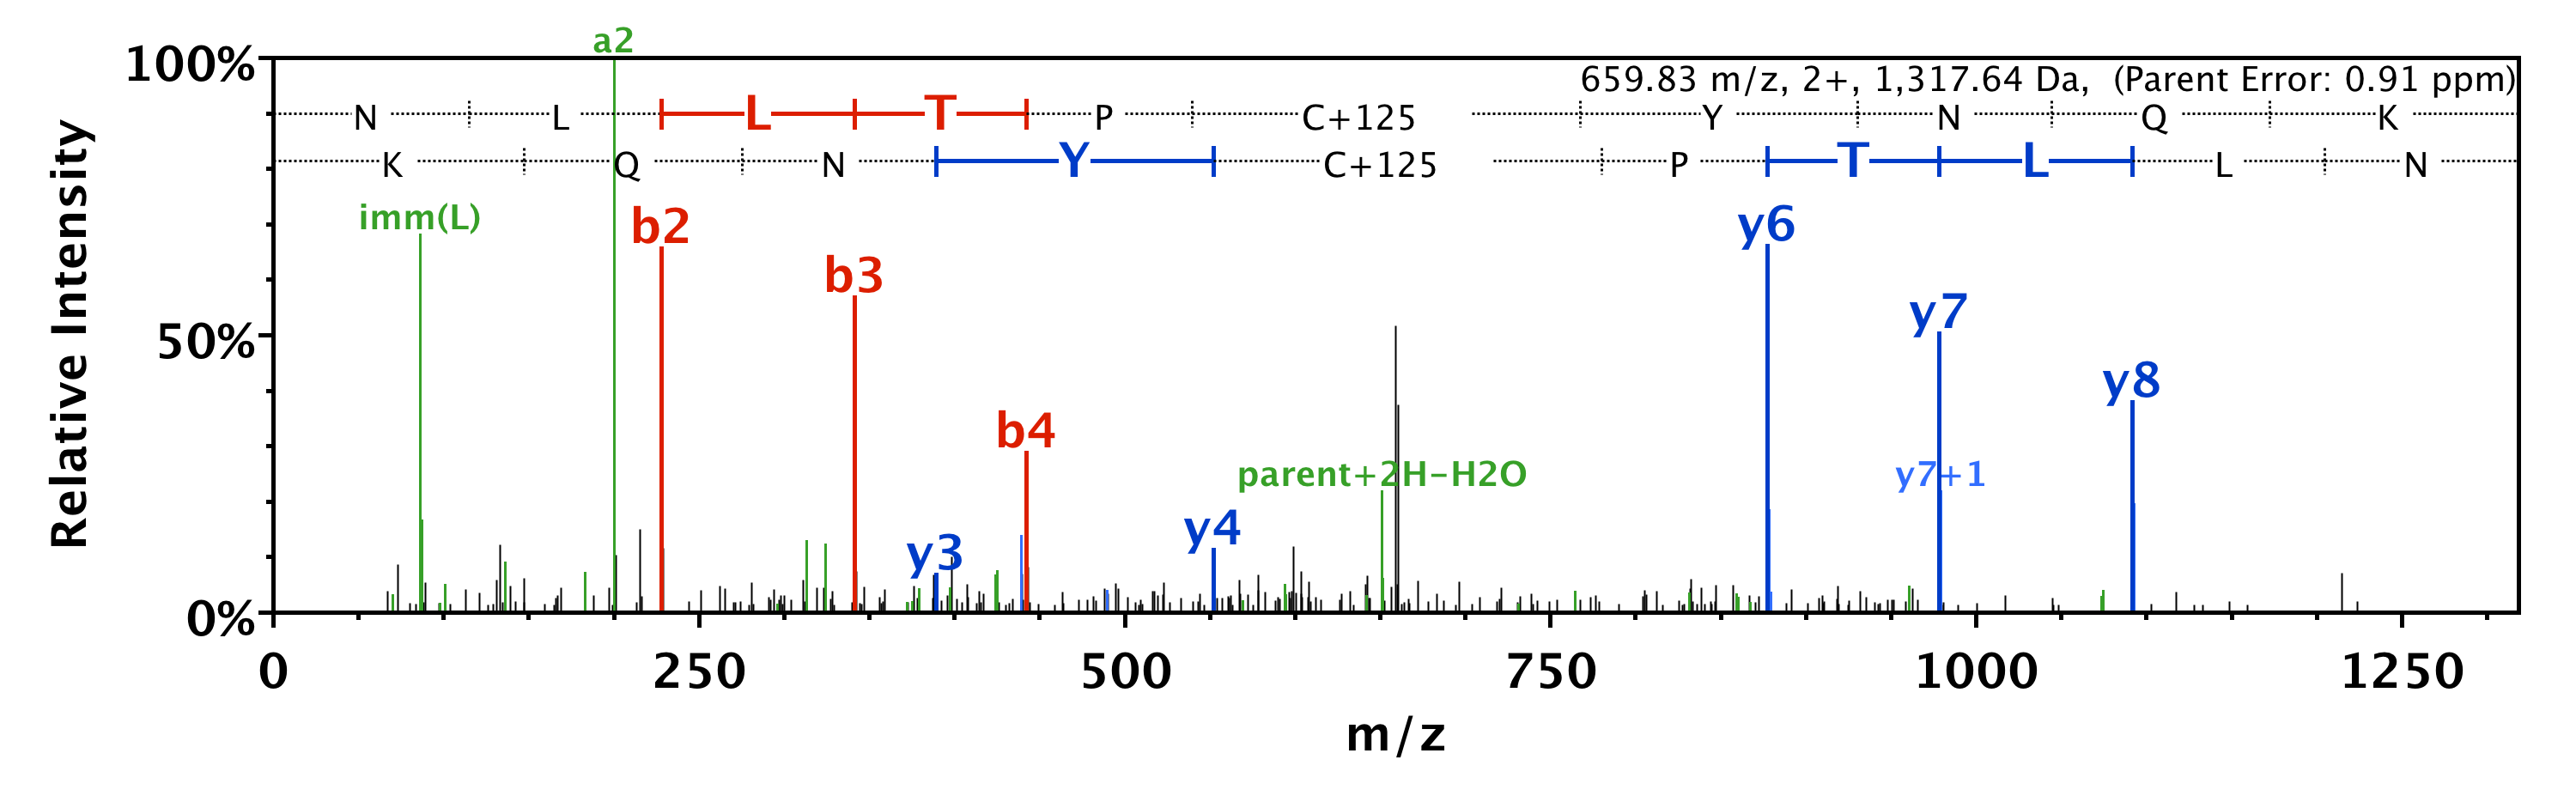 a2
100%
659.83 m/z, 2+, 1,317.64 Da, (Parent Error: 0.91 ppm)
N L L T P C+125 Y N Q K
K Q N Y C+125 P T L L N
imm(L)
b2
y6
b3
y7
50%
y8
b4
parent+2H-H2O
y7+1
y4
y3
0%
0 250 500 750 1000 1250
m/z
Relative Intensity